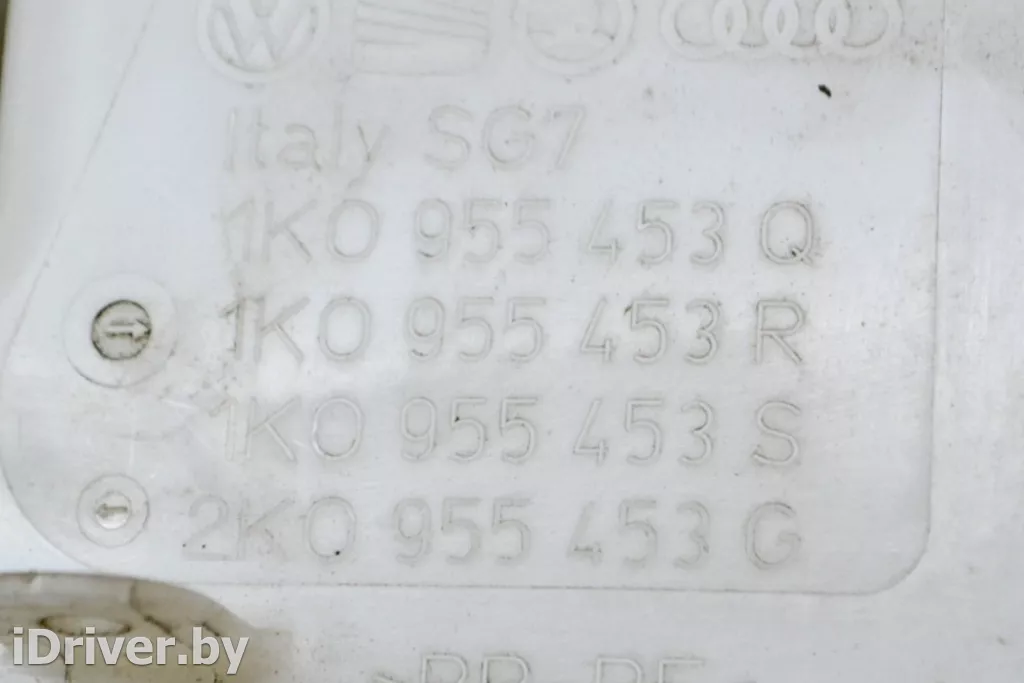 Italy SG7
1K0 955 453 Q
1K0 955 453 R
1K0 955 453 S
2K0 955 453 G
iDriver.by